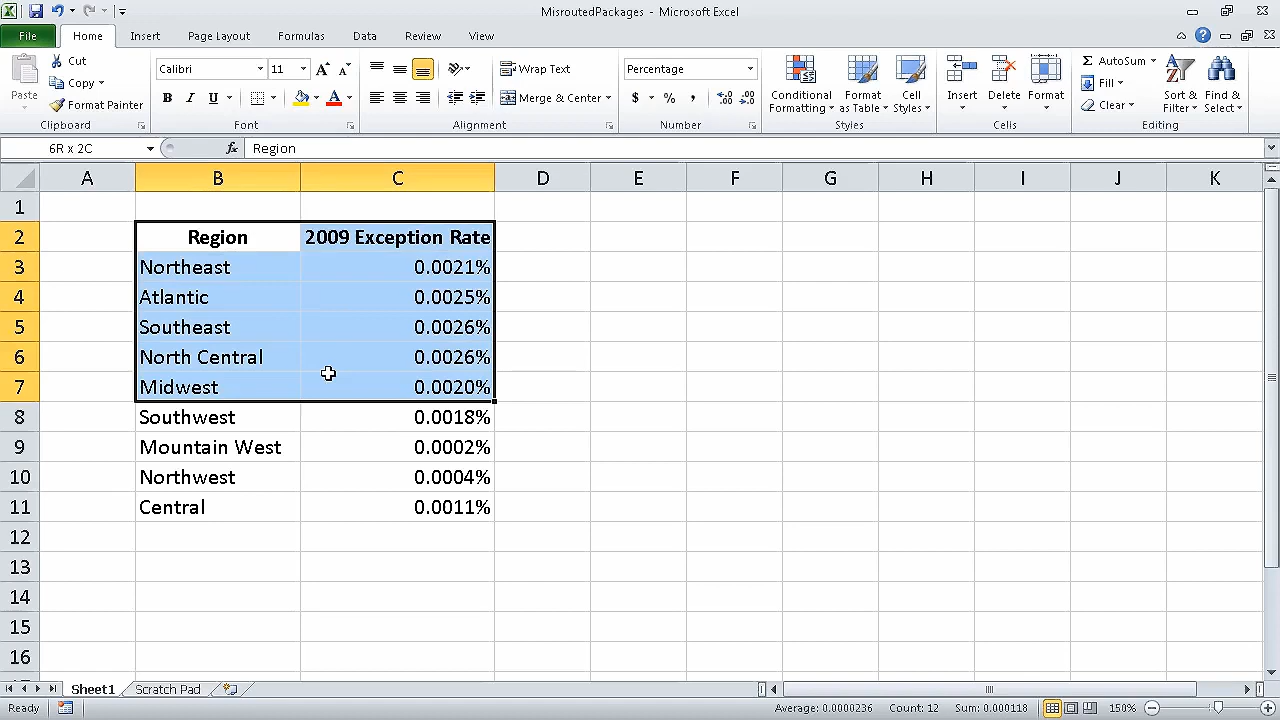 MisroutedPackages - Microsoft Excel
File Home Insert Page Layout Formulas Data Review View
Paste
Cut
Copy
Format Painter
Clipboard
Calibri 11
B I U
Font
Wrap Text
Merge & Center
Alignment
Percentage
$ % ,
Number
Conditional Formatting
Format as Table
Cell Styles
Styles
Insert Delete Format
Cells
AutoSum
Fill
Clear
Sort & Filter
Find & Select
Editing
6R x 2C fx Region
A B C D E F G H I J K
1
2 Region 2009 Exception Rate
3 Northeast 0.0021%
4 Atlantic 0.0025%
5 Southeast 0.0026%
6 North Central 0.0026%
7 Midwest 0.0020%
8 Southwest 0.0018%
9 Mountain West 0.0002%
10 Northwest 0.0004%
11 Central 0.0011%
12
13
14
15
16
Sheet1 Scratch Pad
Ready Average: 0.0000236 Count: 12 Sum: 0.000118 150%